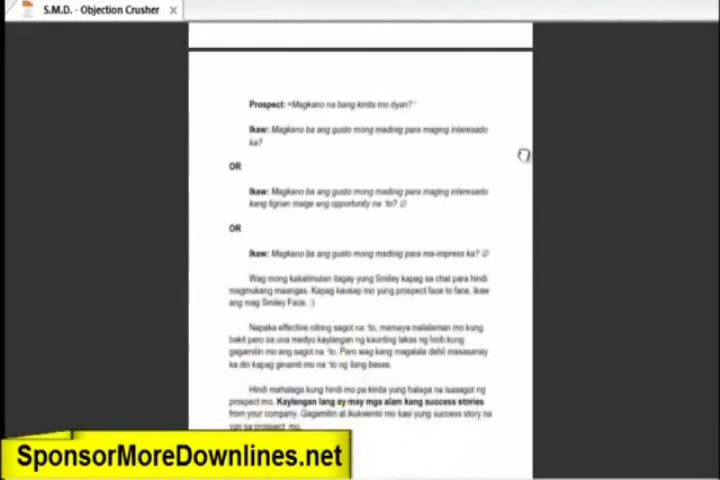 S.M.D. - Objection Crusher
Prospect: "Magkano na bang kinita mo dyan?"
Ikaw: Magkano ba ang gusto mong madinig para maging interesado
ka?
OR
Ikaw: Magkano ba ang gusto mong madinig para maging interesado
kang tignan maige ang opportunity na 'to? ☺
OR
Ikaw: Magkano ba ang gusto mong madinig para ma-impress ka? ☺
Wag mong kakalimutan ilagay yung Smiley kapag sa chat para hindi
magmukang maangas. Kapag kausap mo yung prospect face to face, ikaw
ang mag Smiley Face. :)
Napaka effective nitong sagot na 'to, mamaya malalaman mo kung
bakit pero sa una medyo kaylangan ng kaunting lakas ng loob kung
gagamitin mo ang sagot na 'to. Pero wag kang magalala dahil masasanay
ka din kapag ginamit mo na 'to ng ilang beses.
Hindi mahalaga kung hindi mo pa kinita yung halaga na isasagot ng
prospect mo. Kaylangan lang ay may mga alam kang success stories
from your company. Gagamitin at ikukwento mo kasi yung success story na
yon sa prospect mo.
SponsorMoreDownlines.net